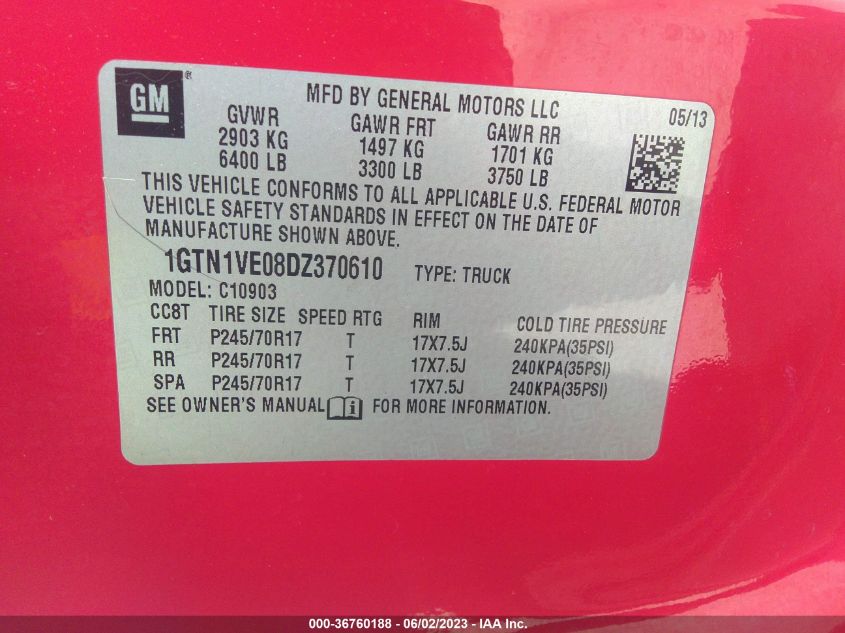 GM®
MFD BY GENERAL MOTORS LLC 05/13
GVWR GAWR FRT GAWR RR
2903 KG 1497 KG 1701 KG
6400 LB 3300 LB 3750 LB
THIS VEHICLE CONFORMS TO ALL APPLICABLE U.S. FEDERAL MOTOR
VEHICLE SAFETY STANDARDS IN EFFECT ON THE DATE OF
MANUFACTURE SHOWN ABOVE.
1GTN1VE08DZ370610 TYPE: TRUCK
MODEL: C10903
CC8T TIRE SIZE SPEED RTG RIM COLD TIRE PRESSURE
FRT P245/70R17 T 17X7.5J 240KPA(35PSI)
RR P245/70R17 T 17X7.5J 240KPA(35PSI)
SPA P245/70R17 T 17X7.5J 240KPA(35PSI)
SEE OWNER'S MANUAL i FOR MORE INFORMATION.
000-36760188 - 06/02/2023 - IAA Inc.